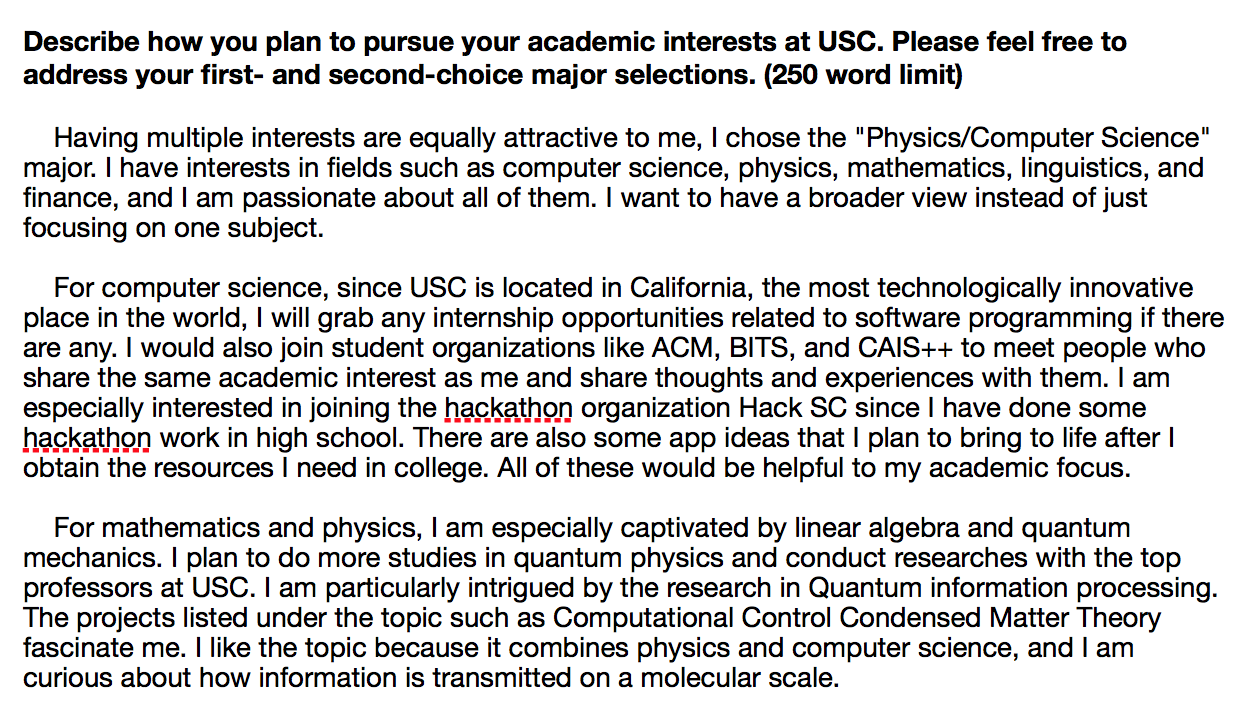 Describe how you plan to pursue your academic interests at USC. Please feel free to
address your first- and second-choice major selections. (250 word limit)
Having multiple interests are equally attractive to me, I chose the "Physics/Computer Science"
major. I have interests in fields such as computer science, physics, mathematics, linguistics, and
finance, and I am passionate about all of them. I want to have a broader view instead of just
focusing on one subject.
For computer science, since USC is located in California, the most technologically innovative
place in the world, I will grab any internship opportunities related to software programming if there
are any. I would also join student organizations like ACM, BITS, and CAIS++ to meet people who
share the same academic interest as me and share thoughts and experiences with them. I am
especially interested in joining the hackathon organization Hack SC since I have done some
hackathon work in high school. There are also some app ideas that I plan to bring to life after I
obtain the resources I need in college. All of these would be helpful to my academic focus.
For mathematics and physics, I am especially captivated by linear algebra and quantum
mechanics. I plan to do more studies in quantum physics and conduct researches with the top
professors at USC. I am particularly intrigued by the research in Quantum information processing.
The projects listed under the topic such as Computational Control Condensed Matter Theory
fascinate me. I like the topic because it combines physics and computer science, and I am
curious about how information is transmitted on a molecular scale.